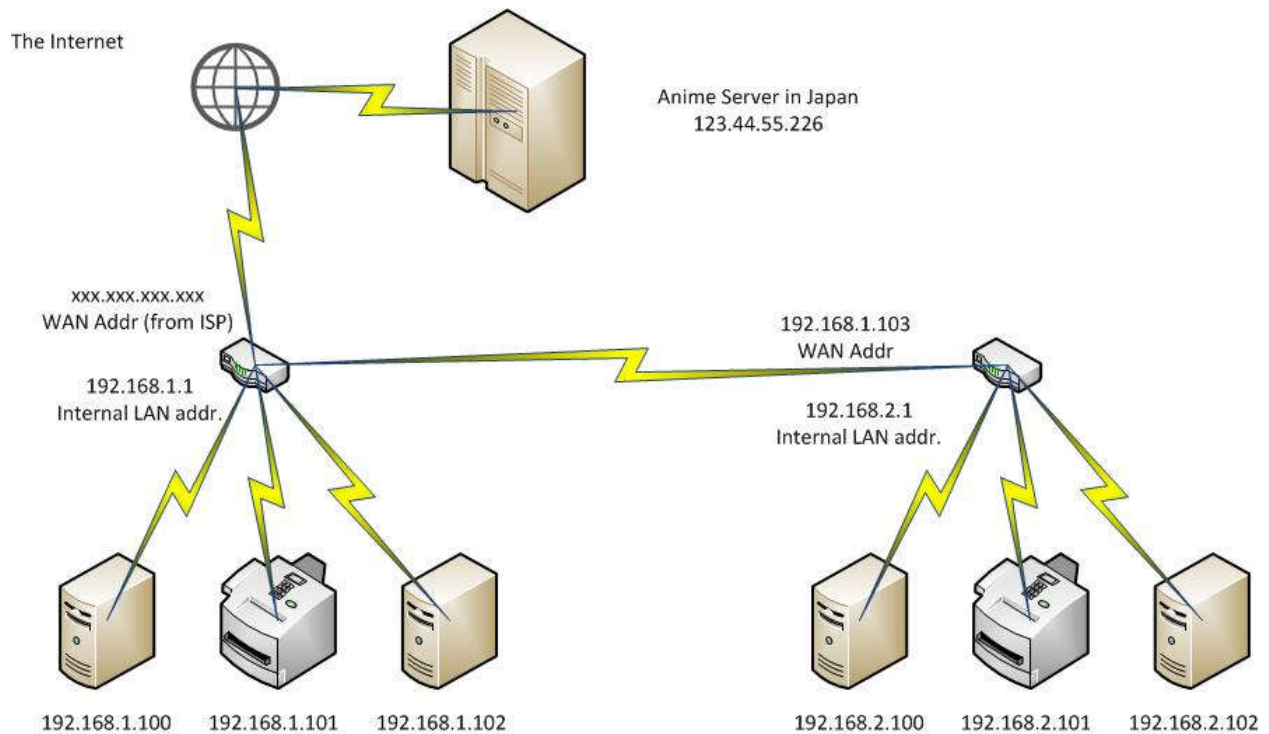 The Internet
Anime Server in Japan
123.44.55.226
xxx.xxx.xxx.xxx
WAN Addr (from ISP)
192.168.1.1
Internal LAN addr.
192.168.1.103
WAN Addr
192.168.2.1
Internal LAN addr.
192.168.1.100
192.168.1.101
192.168.1.102
192.168.2.100
192.168.2.101
192.168.2.102